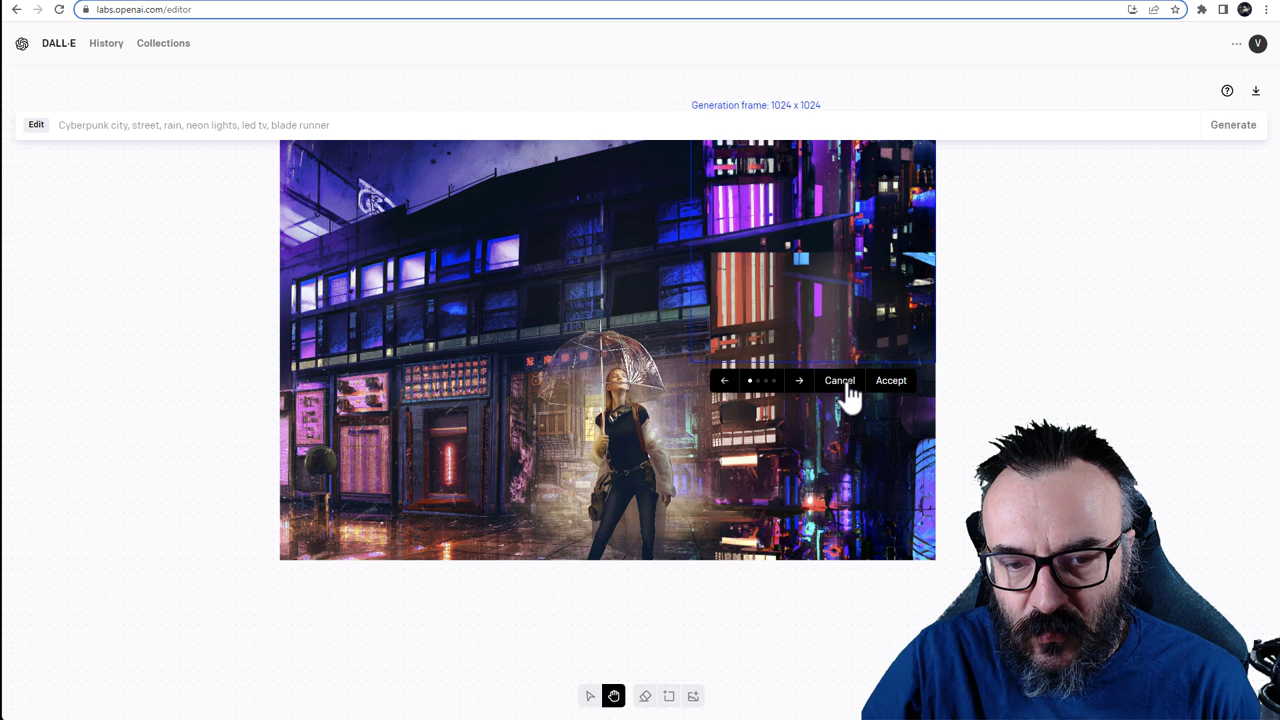 labs.openai.com/editor
DALL·E History Collections
V
Generation frame: 1024 x 1024
Edit Cyberpunk city, street, rain, neon lights, led tv, blade runner Generate
Cancel Accept